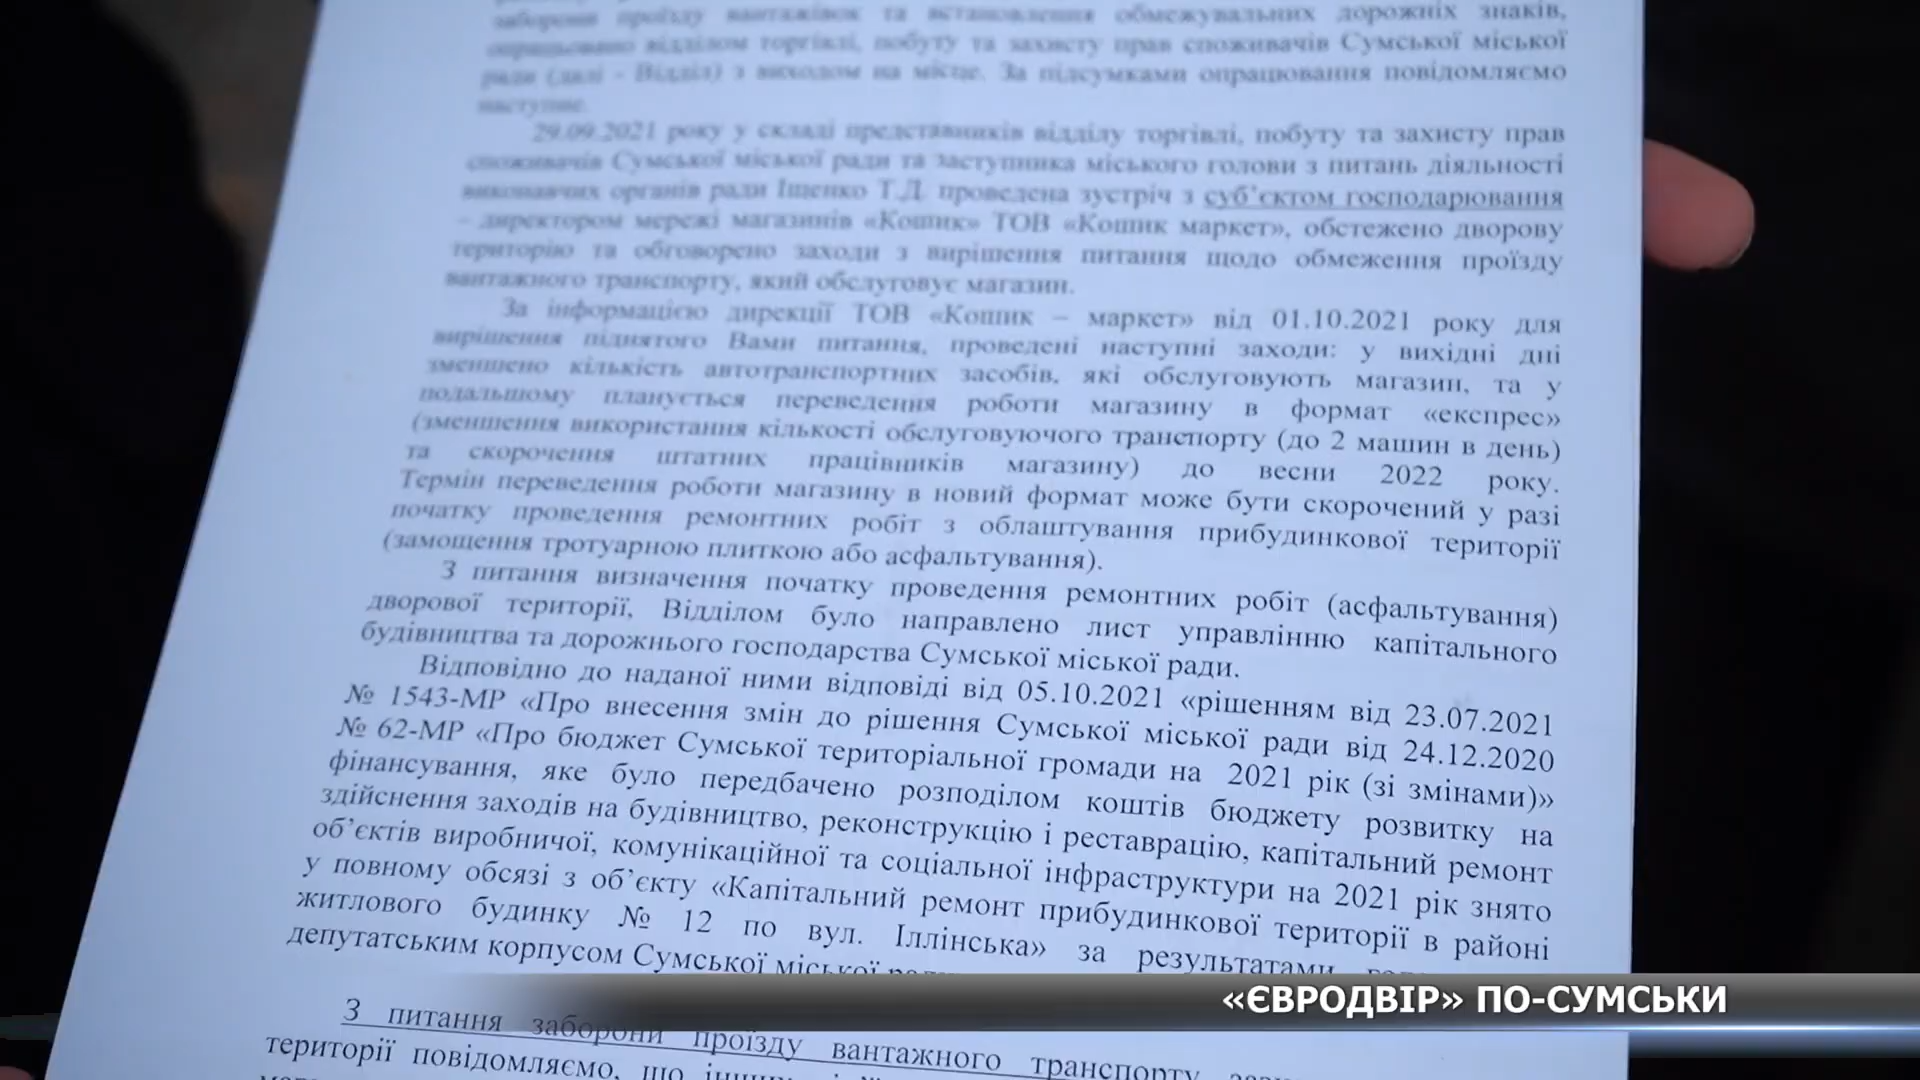 заборони проїзду вантажівок та встановлення обмежувальних дорожніх знаків,
опрацьовано відділом торгівлі, побуту та захисту прав споживачів Сумської міської
ради (далі - Відділ) з виходом на місце. За підсумками опрацювання повідомляємо
наступне.
29.09.2021 року у складі представників відділу торгівлі, побуту та захисту прав
споживачів Сумської міської ради та заступника міського голови з питань діяльності
виконавчих органів ради Іщенко Т.Д. проведена зустріч з суб’єктом господарювання
– директором мережі магазинів «Кошик» ТОВ «Кошик маркет», обстежено дворову
територію та обговорено заходи з вирішення питання щодо обмеження проїзду
вантажного транспорту, який обслуговує магазин.
За інформацією дирекції ТОВ «Кошик – маркет» від 01.10.2021 року для
вирішення піднятого Вами питання, проведені наступні заходи: у вихідні дні
зменшено кількість автотранспортних засобів, які обслуговують магазин, та у
подальшому планується переведення роботи магазину в формат «експрес»
(зменшення використання кількості обслуговуючого транспорту (до 2 машин в день)
та скорочення штатних працівників магазину) до весни 2022 року.
Термін переведення роботи магазину в новий формат може бути скорочений у разі
початку проведення ремонтних робіт з облаштування прибудинкової території
(замощення тротуарною плиткою або асфальтування).
З питання визначення початку проведення ремонтних робіт (асфальтування)
дворової території, Відділом було направлено лист управлінню капітального
будівництва та дорожнього господарства Сумської міської ради.
Відповідно до наданої ними відповіді від 05.10.2021 «рішенням від 23.07.2021
№ 1543-МР «Про внесення змін до рішення Сумської міської ради від 24.12.2020
№ 62-МР «Про бюджет Сумської територіальної громади на 2021 рік (зі змінами)»
фінансування, яке було передбачено розподілом коштів бюджету розвитку на
здійснення заходів на будівництво, реконструкцію і реставрацію, капітальний ремонт
об’єктів виробничої, комунікаційної та соціальної інфраструктури на 2021 рік знято
у повному обсязі з об’єкту «Капітальний ремонт прибудинкової території в районі
житлового будинку № 12 по вул. Іллінська» за результатами
депутатським корпусом Сумської міської
«ЄВРОДВІР» ПО-СУМСЬКИ
З питання заборони проїзду вантажного транспорту
території повідомляємо, що